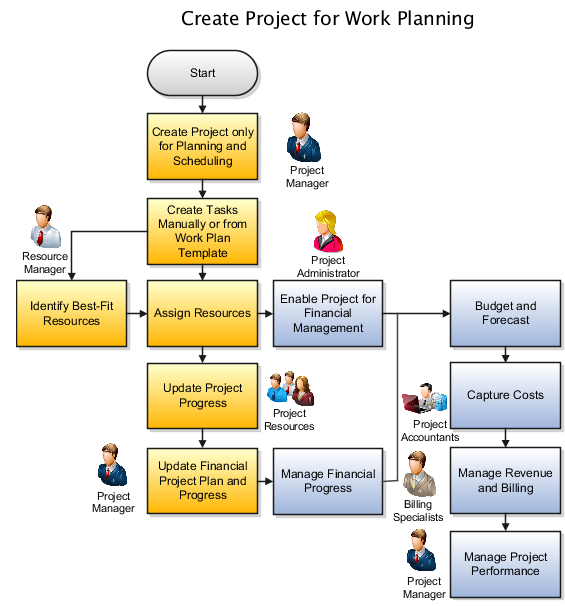 Create Project for Work Planning
Start
Create Project only
for Planning and
Scheduling
Project
Manager
Create Tasks
Manually or from
Work Plan
Template
Resource
Manager
Project
Administrator
Identify Best-Fit
Resources
Assign Resources
Enable Project for
Financial
Management
Budget and
Forecast
Update Project
Progress
Project
Resources
Capture Costs
Project
Accountants
Project
Manager
Update Financial
Project Plan and
Progress
Manage Financial
Progress
Billing
Specialists
Manage Revenue
and Billing
Project
Manager
Manage Project
Performance